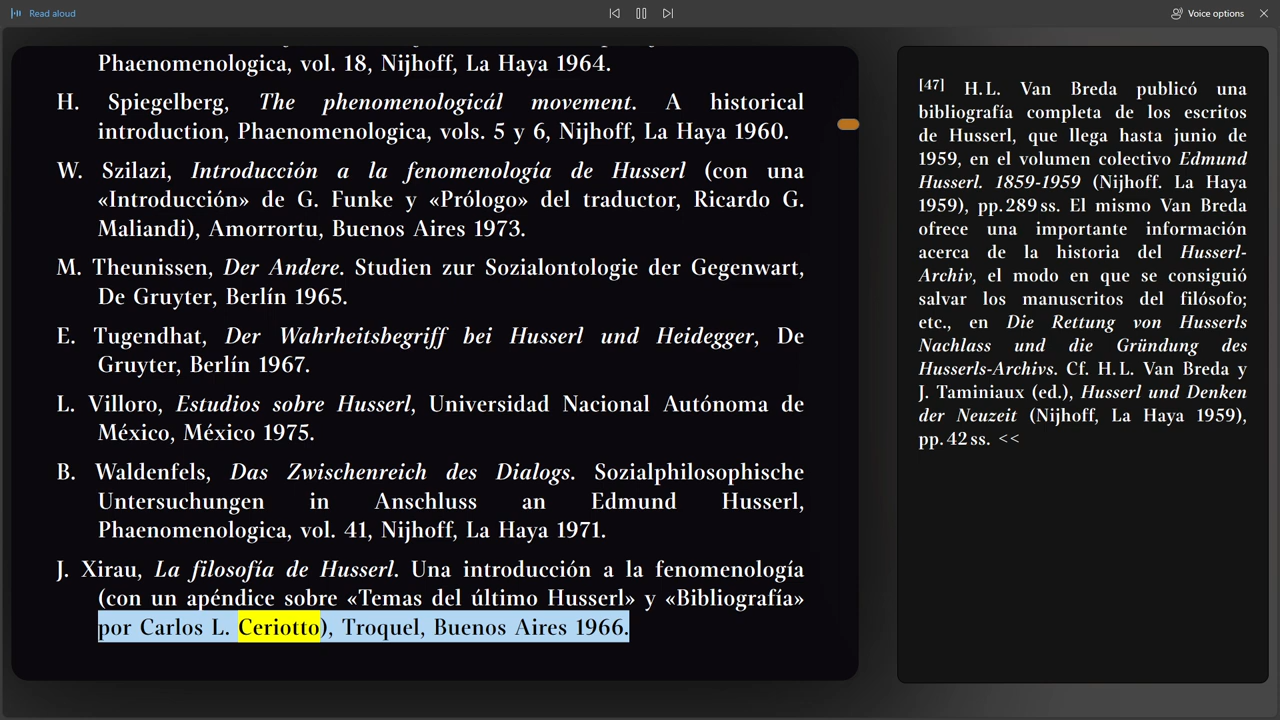 Read aloud
Voice options
Phaenomenologica, vol. 18, Nijhoff, La Haya 1964.
H. Spiegelberg, The phenomenologicál movement. A historical
introduction, Phaenomenologica, vols. 5 y 6, Nijhoff, La Haya 1960.
W. Szilazi, Introducción a la fenomenología de Husserl (con una
«Introducción» de G. Funke y «Prólogo» del traductor, Ricardo G.
Maliandi), Amorrortu, Buenos Aires 1973.
M. Theunissen, Der Andere. Studien zur Sozialontologie der Gegenwart,
De Gruyter, Berlín 1965.
E. Tugendhat, Der Wahrheitsbegriff bei Husserl und Heidegger, De
Gruyter, Berlín 1967.
L. Villoro, Estudios sobre Husserl, Universidad Nacional Autónoma de
México, México 1975.
B. Waldenfels, Das Zwischenreich des Dialogs. Sozialphilosophische
Untersuchungen in Anschluss an Edmund Husserl,
Phaenomenologica, vol. 41, Nijhoff, La Haya 1971.
J. Xirau, La filosofía de Husserl. Una introducción a la fenomenología
(con un apéndice sobre «Temas del último Husserl» y «Bibliografía»
por Carlos L. Ceriotto), Troquel, Buenos Aires 1966.
[47] H. L. Van Breda publicó una
bibliografía completa de los escritos
de Husserl, que llega hasta junio de
1959, en el volumen colectivo Edmund
Husserl. 1859-1959 (Nijhoff. La Haya
1959), pp. 289 ss. El mismo Van Breda
ofrece una importante información
acerca de la historia del Husserl-
Archiv, el modo en que se consiguió
salvar los manuscritos del filósofo;
etc., en Die Rettung von Husserls
Nachlass und die Gründung des
Husserls-Archivs. Cf. H. L. Van Breda y
J. Taminiaux (ed.), Husserl und Denken
der Neuzeit (Nijhoff, La Haya 1959),
pp. 42 ss. <<